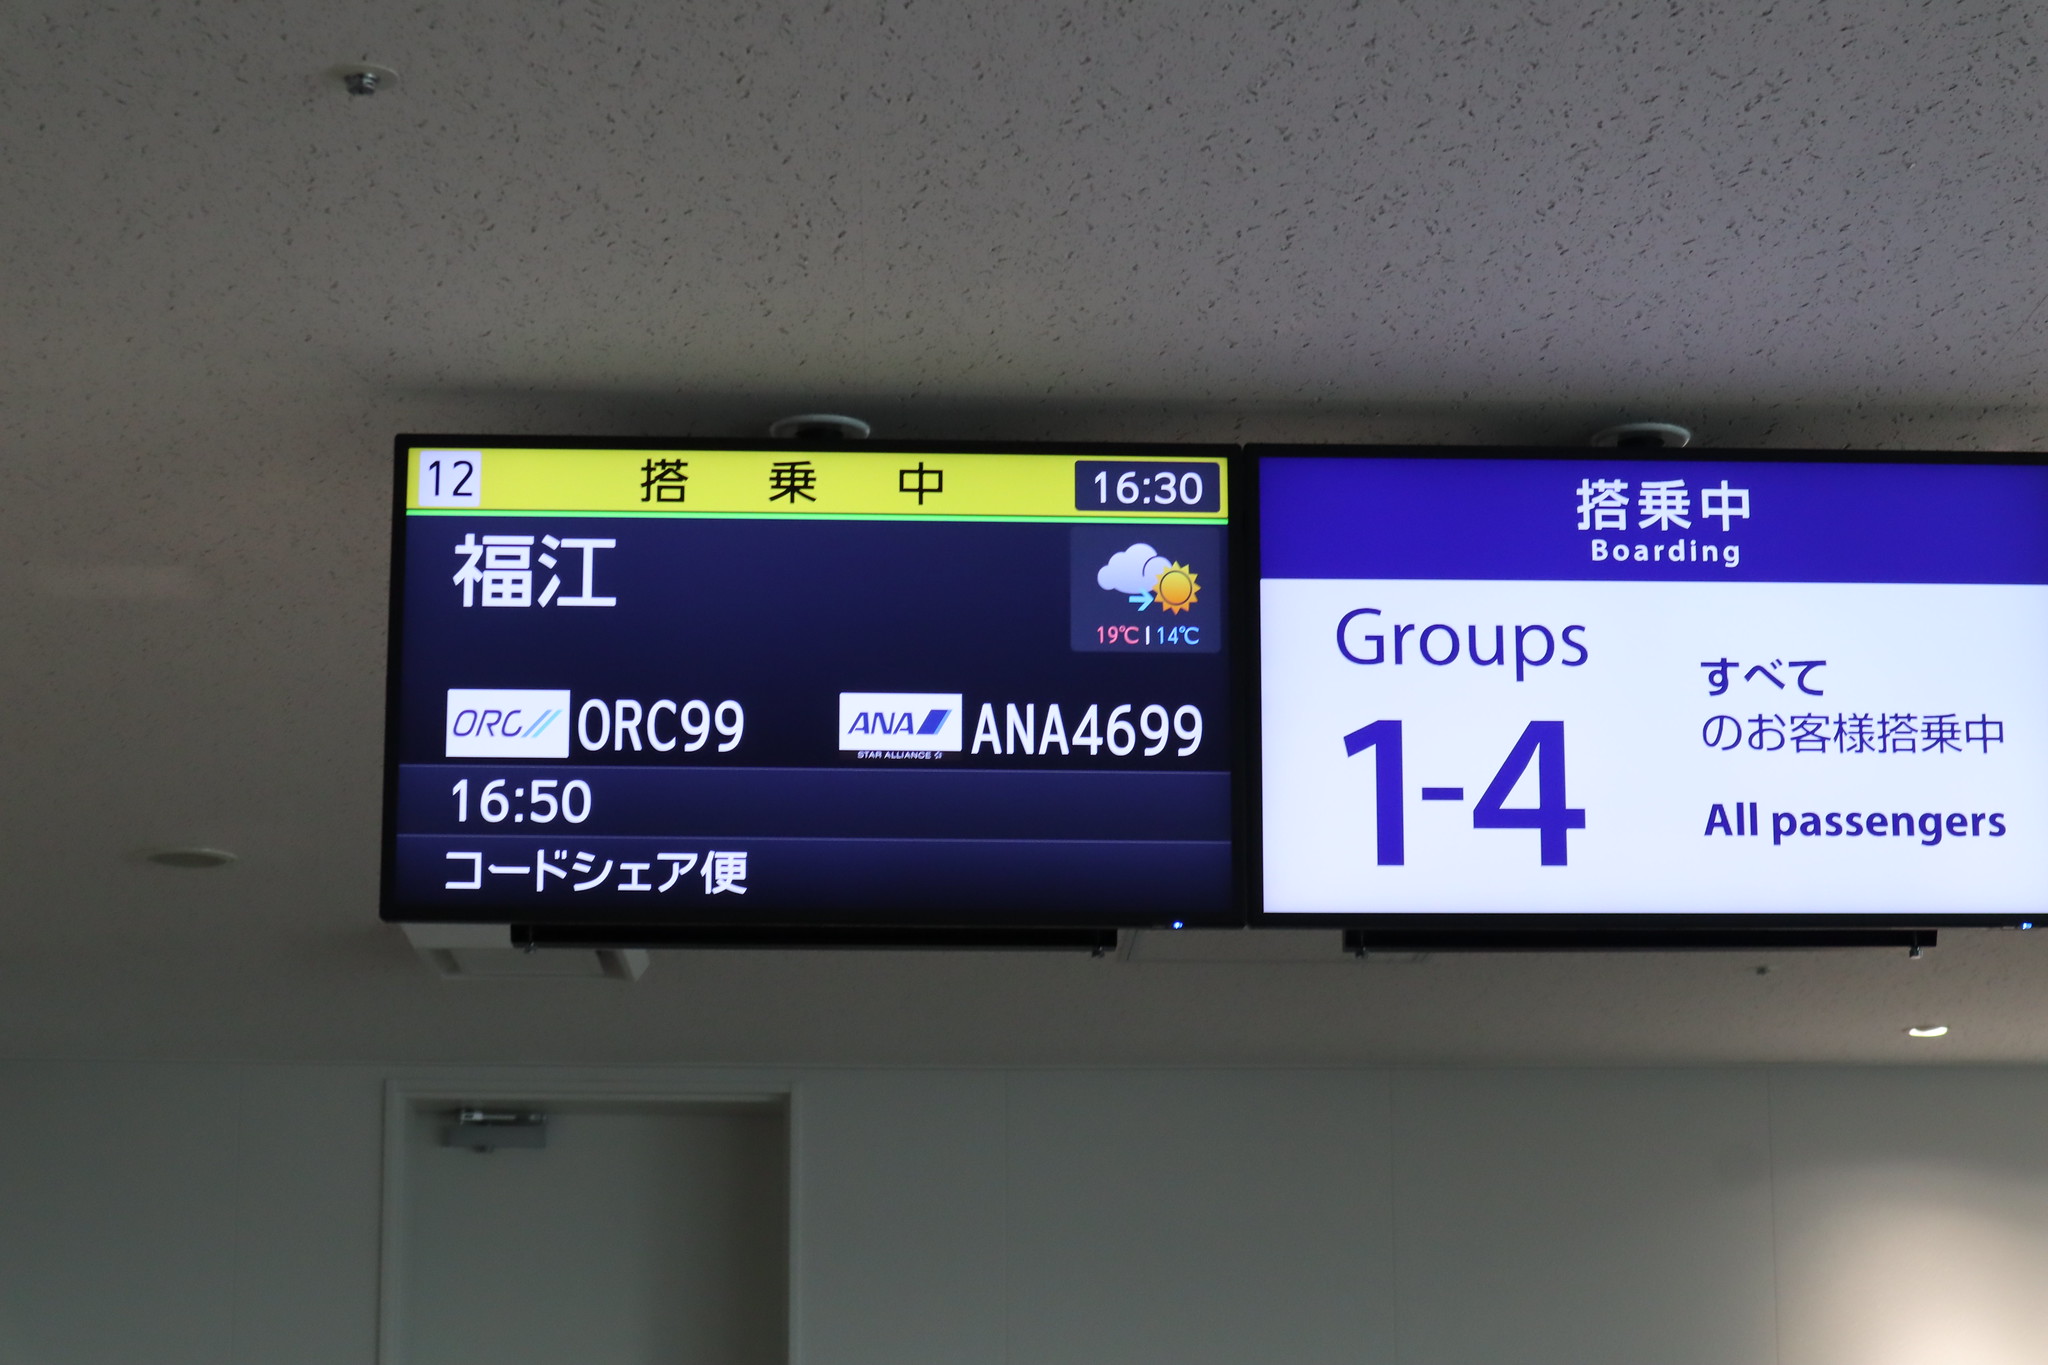 12 搭乗中 16:30
福江
19℃ | 14℃
ORC ORC99 ANA ANA4699
STAR ALLIANCE
16:50
コードシェア便
搭乗中
Boarding
Groups
1-4
すべて
のお客様搭乗中
All passengers